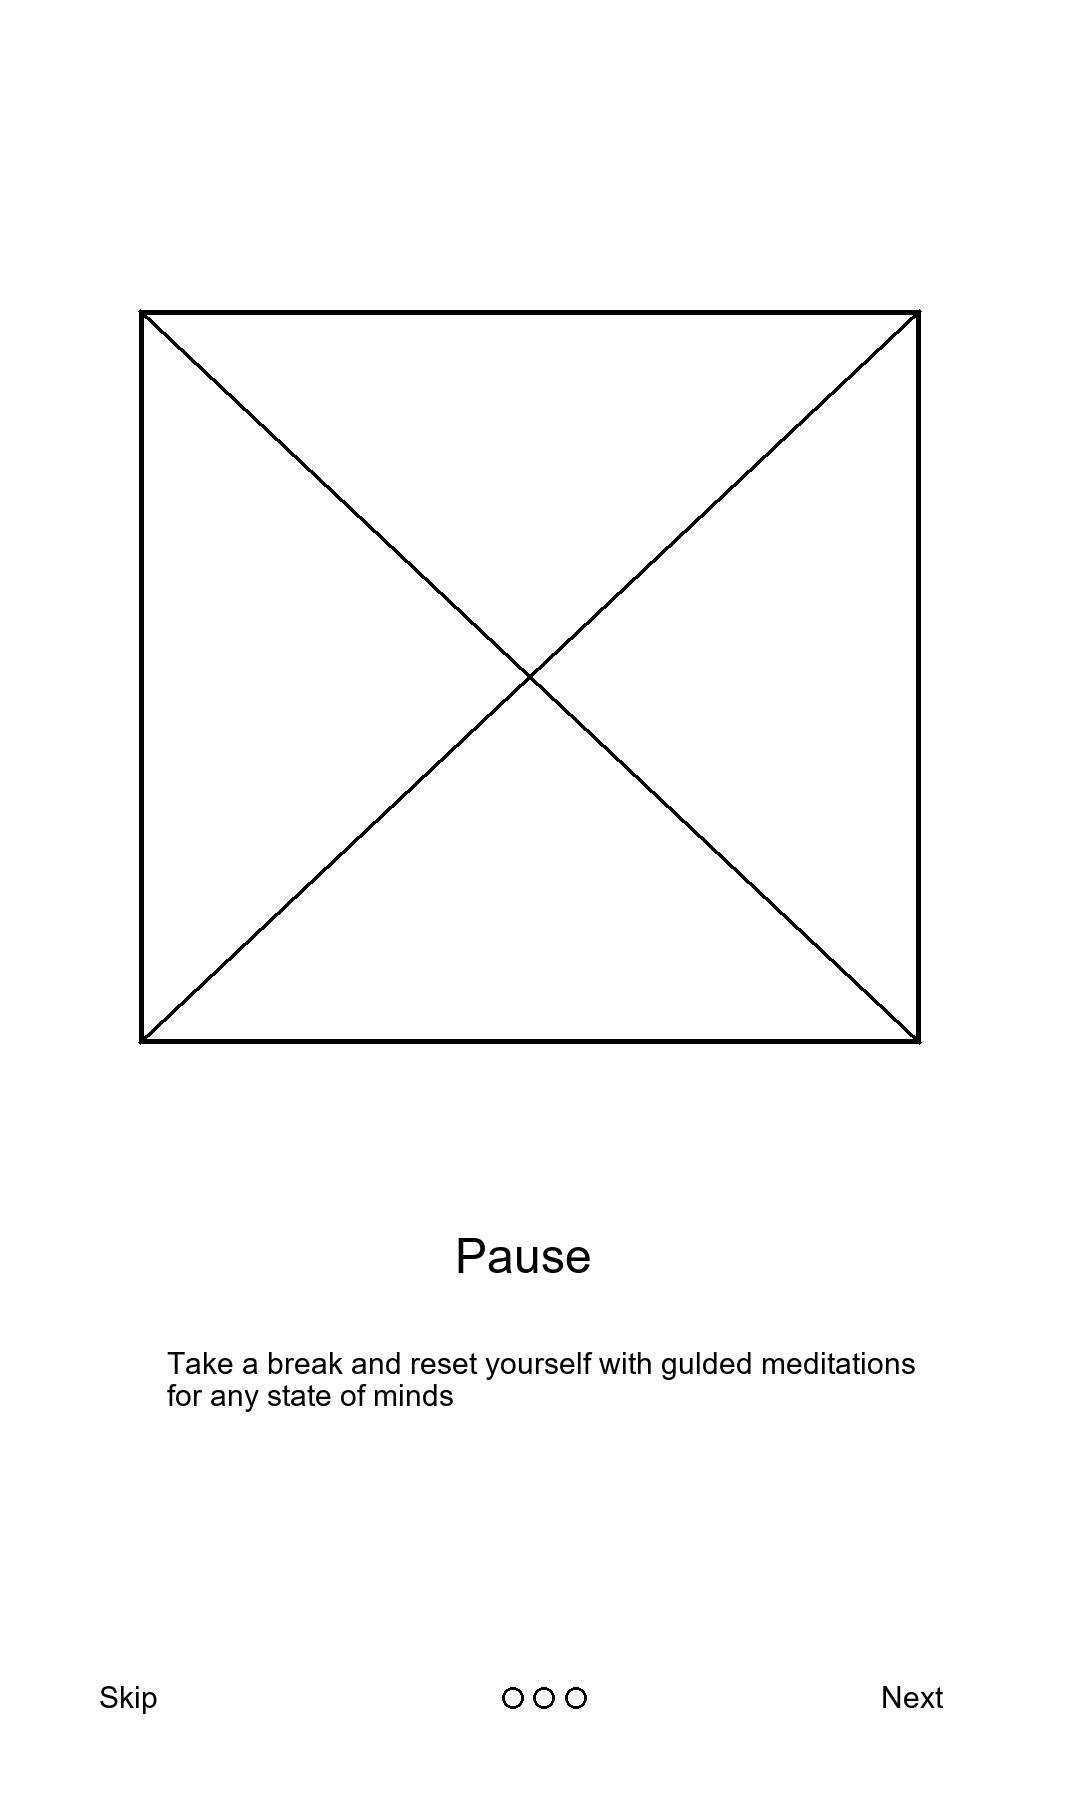 Pause
Take a break and reset yourself with gulded meditations
for any state of minds
Skip
Next